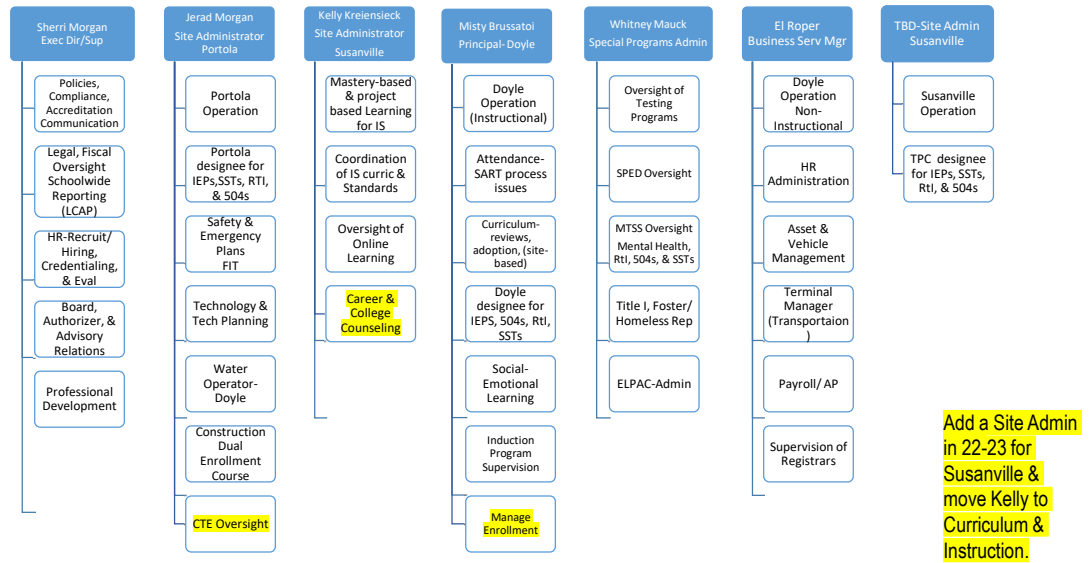 Sherri Morgan
Exec Dir/Sup
Policies,
Compliance,
Accreditation
Communication
Legal, Fiscal
Oversight
Schoolwide
Reporting
(LCAP)
HR-Recruit/
Hiring,
Credentialing,
& Eval
Board,
Authorizer, &
Advisory
Relations
Professional
Development
Jerad Morgan
Site Administrator
Portola
Portola
Operation
Portola
designee for
IEPs,SSTs, RTI,
& 504s
Safety &
Emergency
Plans
FIT
Technology &
Tech Planning
Water
Operator-
Doyle
Construction
Dual
Enrollment
Course
CTE Oversight
Kelly Kreiensieck
Site Administrator
Susanville
Mastery-based
& project
based Learning
for IS
Coordination
of IS curric &
Standards
Oversight of
Online
Learning
Career &
College
Counseling
Misty Brussatoi
Principal- Doyle
Doyle
Operation
(Instructional)
Attendance-
SART process
issues
Curriculum-
reviews,
adoption, (site-
based)
Doyle
designee for
IEPS, 504s, RtI,
SSTs
Social-
Emotional
Learning
Induction
Program
Supervision
Manage
Enrollment
Whitney Mauck
Special Programs Admin
Oversight of
Testing
Programs
SPED Oversight
MTSS Oversight
Mental Health,
RtI, 504s, & SSTs
Title I, Foster/
Homeless Rep
ELPAC-Admin
El Roper
Business Serv Mgr
Doyle
Operation
Non-
Instructional
HR
Administration
Asset &
Vehicle
Management
Terminal
Manager
(Transportaion
)
Payroll/ AP
Supervision of
Registrars
TBD-Site Admin
Susanville
Susanville
Operation
TPC designee
for IEPs, SSTs,
RtI, & 504s
Add a Site Admin
in 22-23 for
Susanville &
move Kelly to
Curriculum &
Instruction.